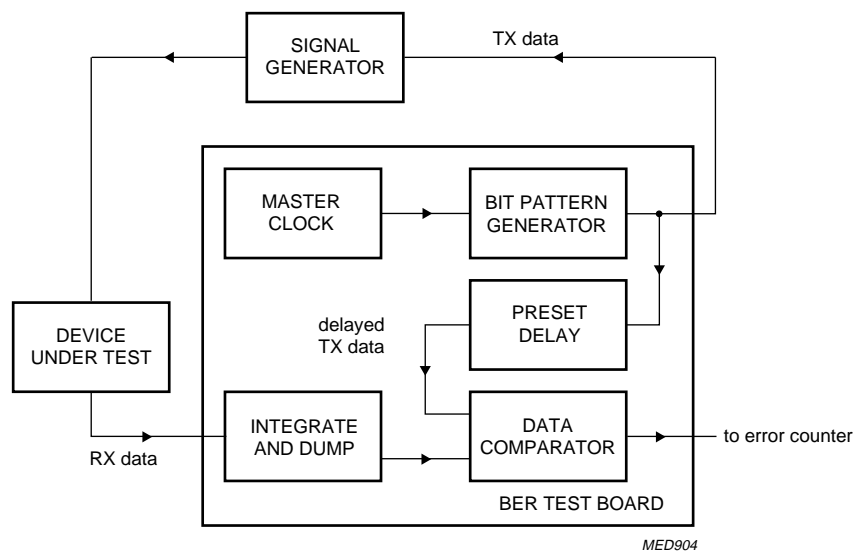 SIGNAL
GENERATOR
TX data
MASTER
CLOCK
BIT PATTERN
GENERATOR
DEVICE
UNDER TEST
delayed
TX data
PRESET
DELAY
INTEGRATE
AND DUMP
DATA
COMPARATOR
to error counter
RX data
BER TEST BOARD
MED904